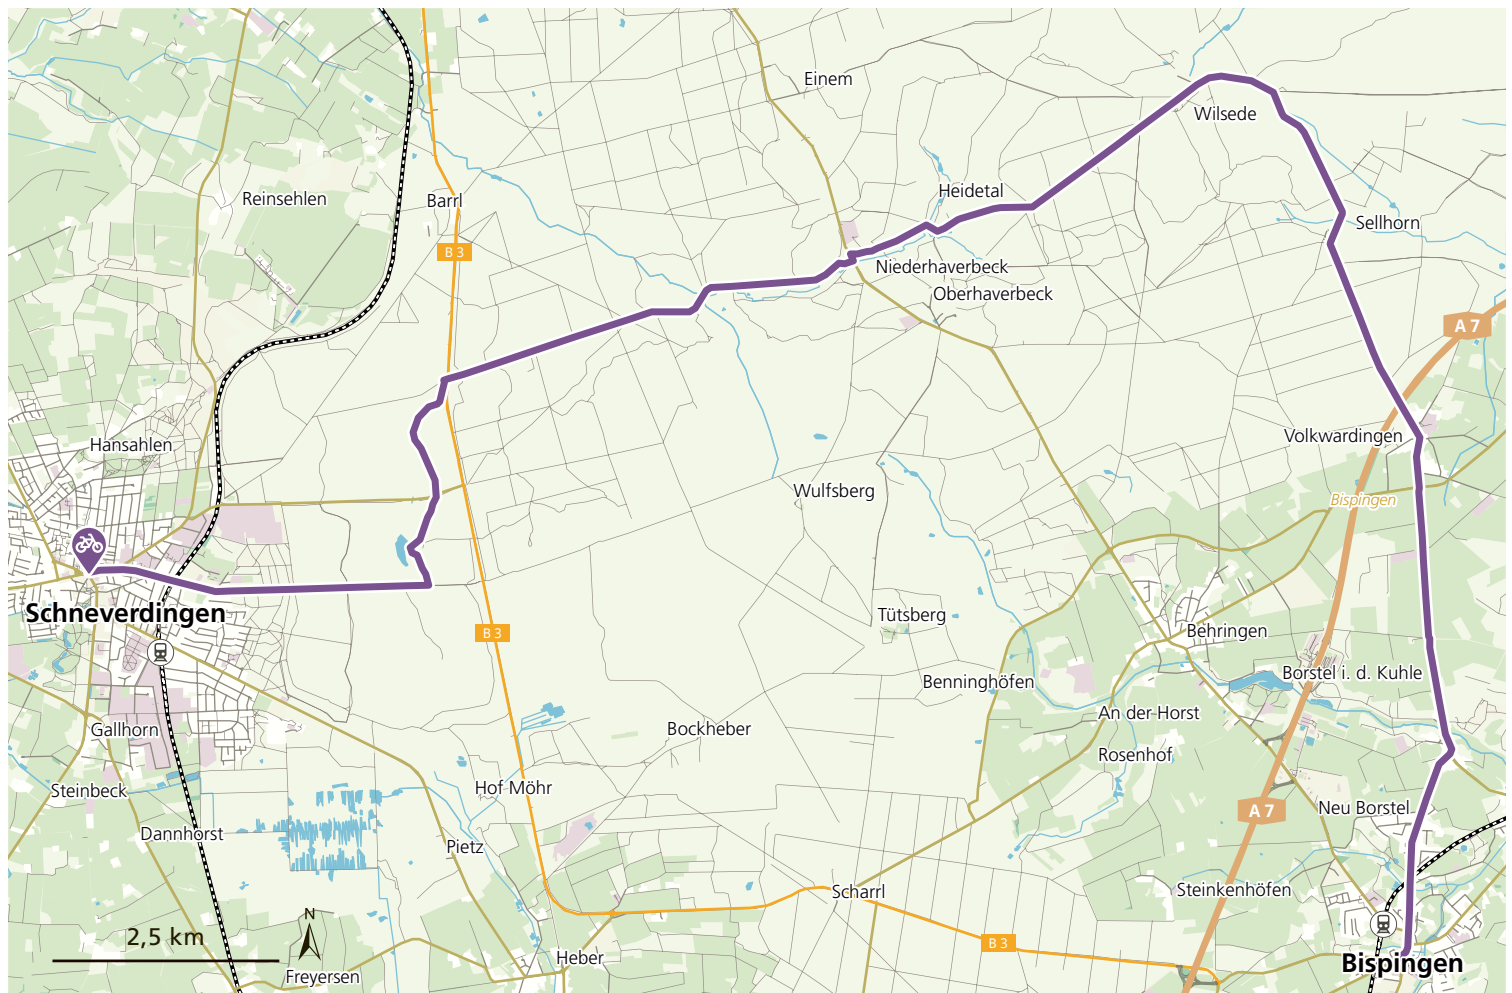 Einem
Wilsede
Reinsehlen
Barrl
Heidetal
Sellhorn
B 3
Niederhaverbeck
Oberhaverbeck
A 7
Hansahlen
Volkwardingen
Wulfsberg
Bispingen
Schneverdingen
Tütsberg
B 3
Behringen
Borstel i. d. Kuhle
Benninghöfen
An der Horst
Gallhorn
Bockheber
Rosenhof
Steinbeck
Hof Möhr
Neu Borstel
A 7
Dannhorst
Pietz
Scharrl
Steinkenhöfen
N
2,5 km
B 3
Heber
Bispingen
Freyersen